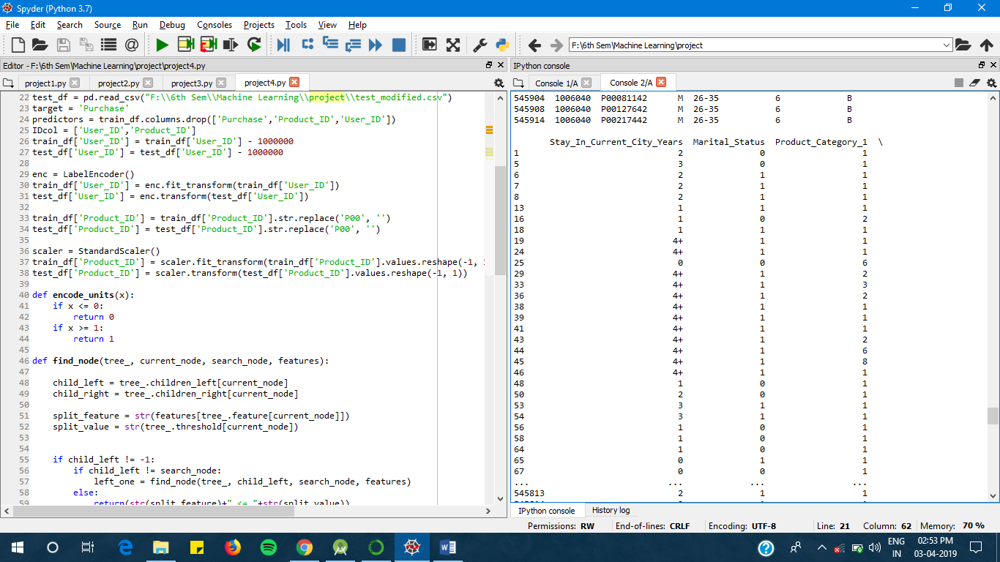 Spyder (Python 3.7)
File Edit Search Source Run Debug Consoles Projects Tools View Help
F:\6th Sem\Machine Learning\project
Editor - F:\6th Sem\Machine Learning\project\project4.py
project1.py project2.py project3.py project4.py
22 test_df = pd.read_csv("F:\\6th Sem\\Machine Learning\\project\\test_modified.csv")
23 target = 'Purchase'
24 predictors = train_df.columns.drop(['Purchase','Product_ID','User_ID'])
25 IDcol = ['User_ID','Product_ID']
26 train_df['User_ID'] = train_df['User_ID'] - 1000000
27 test_df['User_ID'] = test_df['User_ID'] - 1000000
28
29 enc = LabelEncoder()
30 train_df['User_ID'] = enc.fit_transform(train_df['User_ID'])
31 test_df['User_ID'] = enc.transform(test_df['User_ID'])
32
33 train_df['Product_ID'] = train_df['Product_ID'].str.replace('P00', '')
34 test_df['Product_ID'] = test_df['Product_ID'].str.replace('P00', '')
35
36 scaler = StandardScaler()
37 train_df['Product_ID'] = scaler.fit_transform(train_df['Product_ID'].values.reshape(-1,
38 test_df['Product_ID'] = scaler.transform(test_df['Product_ID'].values.reshape(-1, 1))
39
40 def encode_units(x):
41 if x <= 0:
42 return 0
43 if x >= 1:
44 return 1
45
46 def find_node(tree_, current_node, search_node, features):
47
48 child_left = tree_.children_left[current_node]
49 child_right = tree_.children_right[current_node]
50
51 split_feature = str(features[tree_.feature[current_node]])
52 split_value = str(tree_.threshold[current_node])
53
54
55 if child_left != -1:
56 if child_left != search_node:
57 left_one = find_node(tree_, child_left, search_node, features)
58 else:
59 return(str(split_feature)+" <= "+str(split_value))
IPython console
Console 1/A Console 2/A
545904 1006040 P00081142 M 26-35 6 B
545908 1006040 P00127642 M 26-35 6 B
545914 1006040 P00217442 M 26-35 6 B
Stay_In_Current_City_Years Marital_Status Product_Category_1 \
1 2 0 1
5 3 0 1
6 2 1 1
7 2 1 1
8 2 1 1
13 1 1 1
16 1 0 2
18 1 1 1
19 4+ 1 1
24 4+ 1 1
25 0 0 6
29 4+ 1 2
33 4+ 1 3
36 4+ 1 2
38 4+ 1 1
39 4+ 1 1
41 4+ 1 1
43 4+ 1 2
44 4+ 1 6
45 4+ 1 8
46 4+ 1 1
48 1 0 1
50 2 0 1
53 3 1 1
54 3 1 1
56 1 0 1
58 1 0 1
64 1 0 1
65 0 1 1
67 0 0 1
... ... ... ...
545813 2 1 1
IPython console History log
Permissions: RW End-of-lines: CRLF Encoding: UTF-8 Line: 21 Column: 62 Memory: 70 %
ENG
IN
02:53 PM
03-04-2019